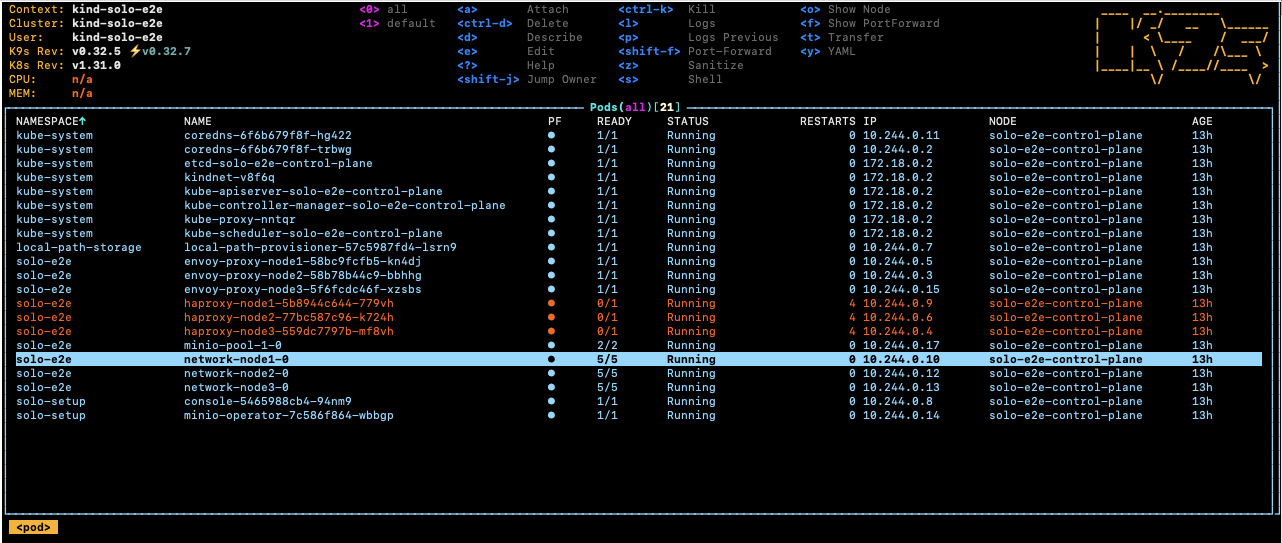 Context: kind-solo-e2e <0> all <a> Attach <ctrl-k> Kill <o> Show Node
Cluster: kind-solo-e2e <1> default <ctrl-d> Delete <l> Logs <f> Show PortForward
User: kind-solo-e2e <d> Describe <p> Logs Previous <t> Transfer
K9s Rev: v0.32.5 ⚡v0.32.7 <e> Edit <shift-f> Port-Forward <y> YAML
K8s Rev: v1.31.0 <?> Help <z> Sanitize
CPU: n/a <shift-j> Jump Owner <s> Shell
MEM: n/a
Pods(all)[21]
NAMESPACE↑ NAME PF READY STATUS RESTARTS IP NODE AGE
kube-system coredns-6f6b679f8f-hg422 ● 1/1 Running 0 10.244.0.11 solo-e2e-control-plane 13h
kube-system coredns-6f6b679f8f-trbwg ● 1/1 Running 0 10.244.0.2 solo-e2e-control-plane 13h
kube-system etcd-solo-e2e-control-plane ● 1/1 Running 0 172.18.0.2 solo-e2e-control-plane 13h
kube-system kindnet-v8f6q ● 1/1 Running 0 172.18.0.2 solo-e2e-control-plane 13h
kube-system kube-apiserver-solo-e2e-control-plane ● 1/1 Running 0 172.18.0.2 solo-e2e-control-plane 13h
kube-system kube-controller-manager-solo-e2e-control-plane ● 1/1 Running 0 172.18.0.2 solo-e2e-control-plane 13h
kube-system kube-proxy-nntqr ● 1/1 Running 0 172.18.0.2 solo-e2e-control-plane 13h
kube-system kube-scheduler-solo-e2e-control-plane ● 1/1 Running 0 172.18.0.2 solo-e2e-control-plane 13h
local-path-storage local-path-provisioner-57c5987fd4-lsrn9 ● 1/1 Running 0 10.244.0.7 solo-e2e-control-plane 13h
solo-e2e envoy-proxy-node1-58bc9fcfb5-kn4dj ● 1/1 Running 0 10.244.0.5 solo-e2e-control-plane 13h
solo-e2e envoy-proxy-node2-58b78b44c9-bbhhg ● 1/1 Running 0 10.244.0.3 solo-e2e-control-plane 13h
solo-e2e envoy-proxy-node3-5f6fcdc46f-xzsbs ● 1/1 Running 0 10.244.0.15 solo-e2e-control-plane 13h
solo-e2e haproxy-node1-5b8944c644-779vh ● 0/1 Running 4 10.244.0.9 solo-e2e-control-plane 13h
solo-e2e haproxy-node2-77bc587c96-k724h ● 0/1 Running 4 10.244.0.6 solo-e2e-control-plane 13h
solo-e2e haproxy-node3-559dc7797b-mf8vh ● 0/1 Running 4 10.244.0.4 solo-e2e-control-plane 13h
solo-e2e minio-pool-1-0 ● 2/2 Running 0 10.244.0.17 solo-e2e-control-plane 13h
solo-e2e network-node1-0 ● 5/5 Running 0 10.244.0.10 solo-e2e-control-plane 13h
solo-e2e network-node2-0 ● 5/5 Running 0 10.244.0.12 solo-e2e-control-plane 13h
solo-e2e network-node3-0 ● 5/5 Running 0 10.244.0.13 solo-e2e-control-plane 13h
solo-setup console-5465988cb4-94nm9 ● 1/1 Running 0 10.244.0.8 solo-e2e-control-plane 13h
solo-setup minio-operator-7c586f864-wbbgp ● 1/1 Running 0 10.244.0.14 solo-e2e-control-plane 13h
<pod>